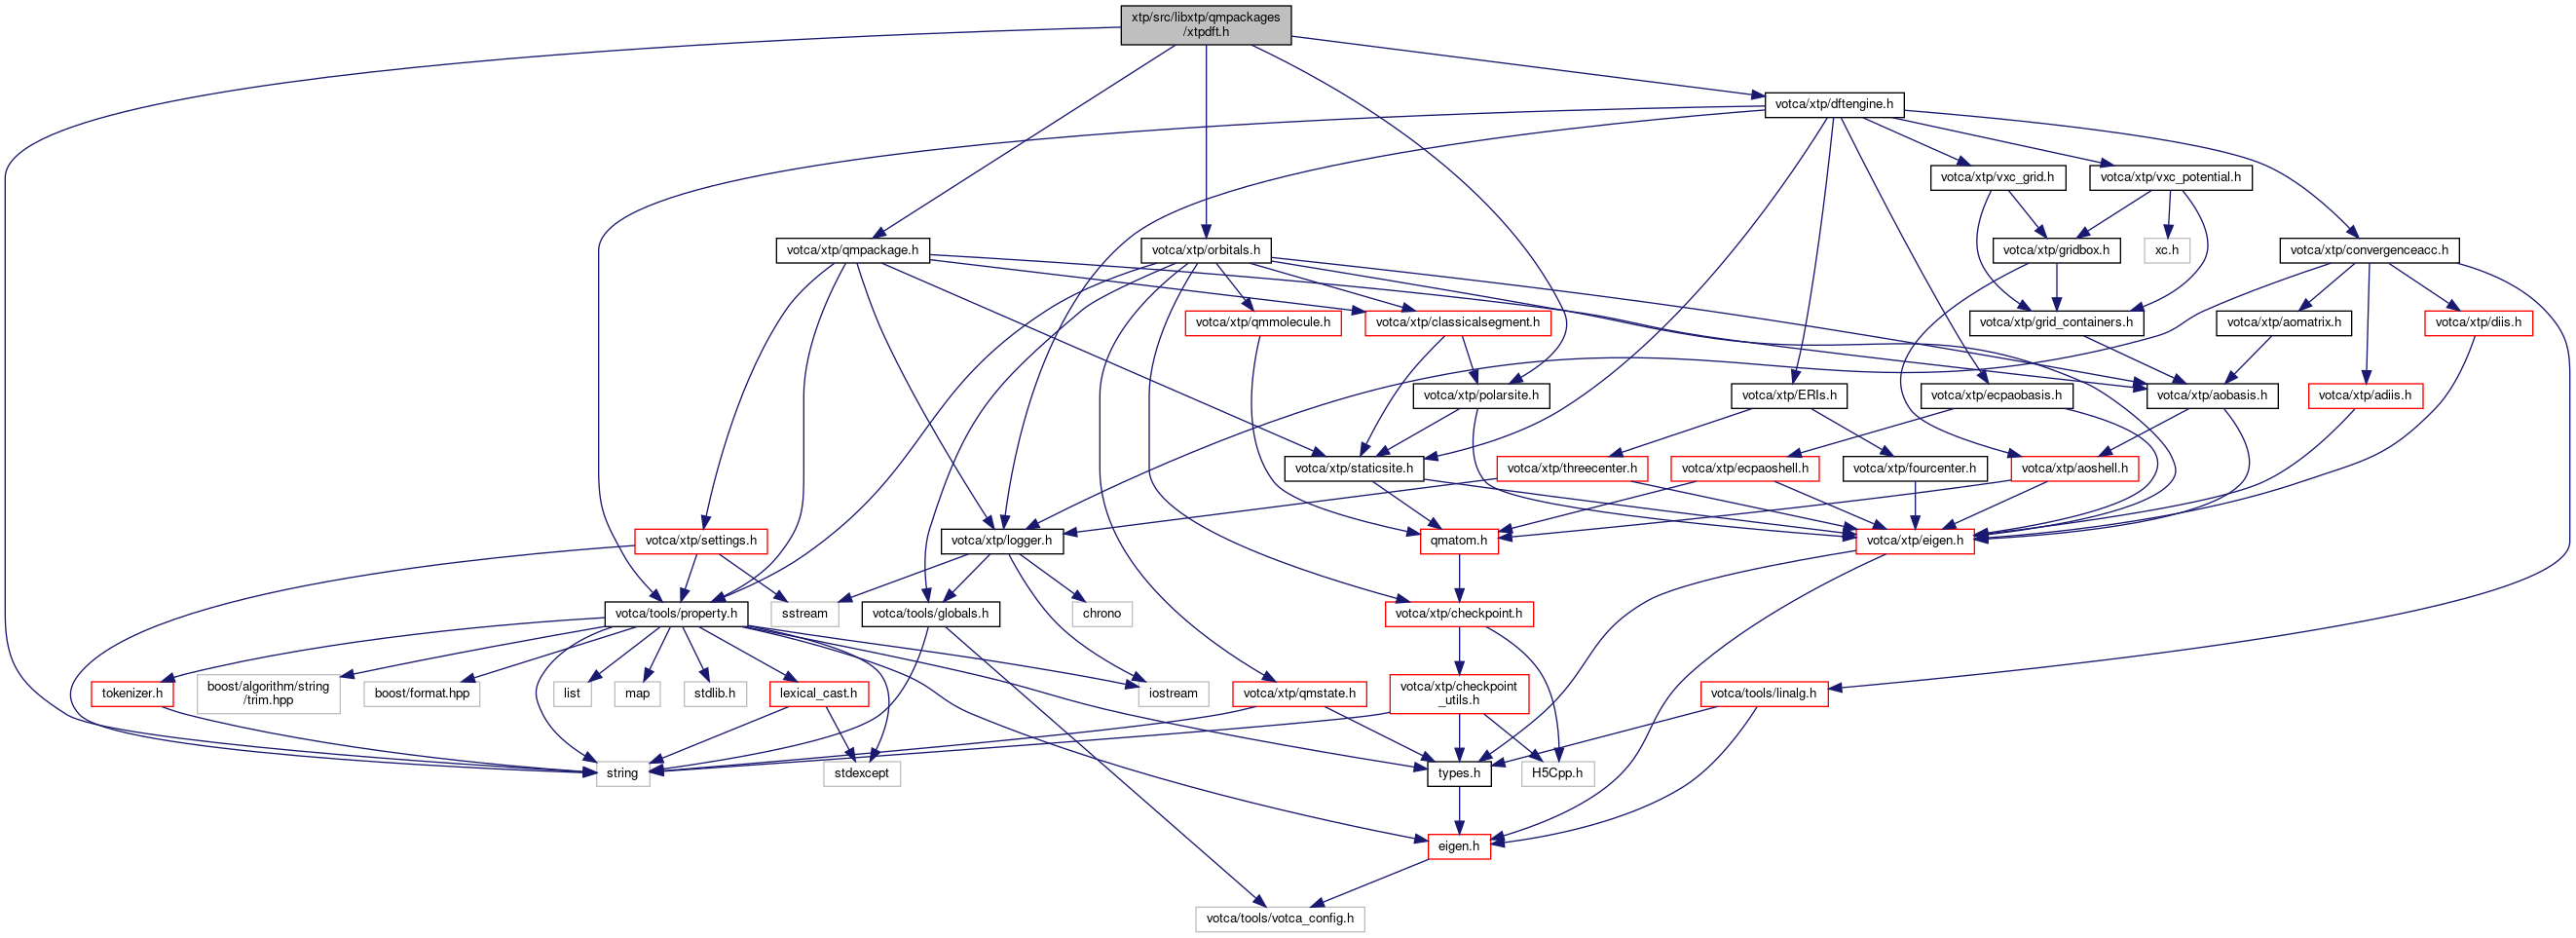 xtp/src/libxtp/qmpackages
/xtpdft.h
votca/xtp/dftengine.h
votca/xtp/vxc_grid.h
votca/xtp/vxc_potential.h
votca/xtp/qmpackage.h
votca/xtp/orbitals.h
votca/xtp/gridbox.h
xc.h
votca/xtp/convergenceacc.h
votca/xtp/qmmolecule.h
votca/xtp/classicalsegment.h
votca/xtp/grid_containers.h
votca/xtp/aomatrix.h
votca/xtp/diis.h
votca/xtp/polarsite.h
votca/xtp/ERIs.h
votca/xtp/ecpaobasis.h
votca/xtp/aobasis.h
votca/xtp/adiis.h
votca/xtp/staticsite.h
votca/xtp/threecenter.h
votca/xtp/ecpaoshell.h
votca/xtp/fourcenter.h
votca/xtp/aoshell.h
votca/xtp/settings.h
votca/xtp/logger.h
qmatom.h
votca/xtp/eigen.h
votca/tools/property.h
sstream
votca/tools/globals.h
chrono
votca/xtp/checkpoint.h
tokenizer.h
boost/algorithm/string
/trim.hpp
boost/format.hpp
list
map
stdlib.h
lexical_cast.h
iostream
votca/xtp/qmstate.h
votca/xtp/checkpoint
_utils.h
votca/tools/linalg.h
string
stdexcept
types.h
H5Cpp.h
eigen.h
votca/tools/votca_config.h